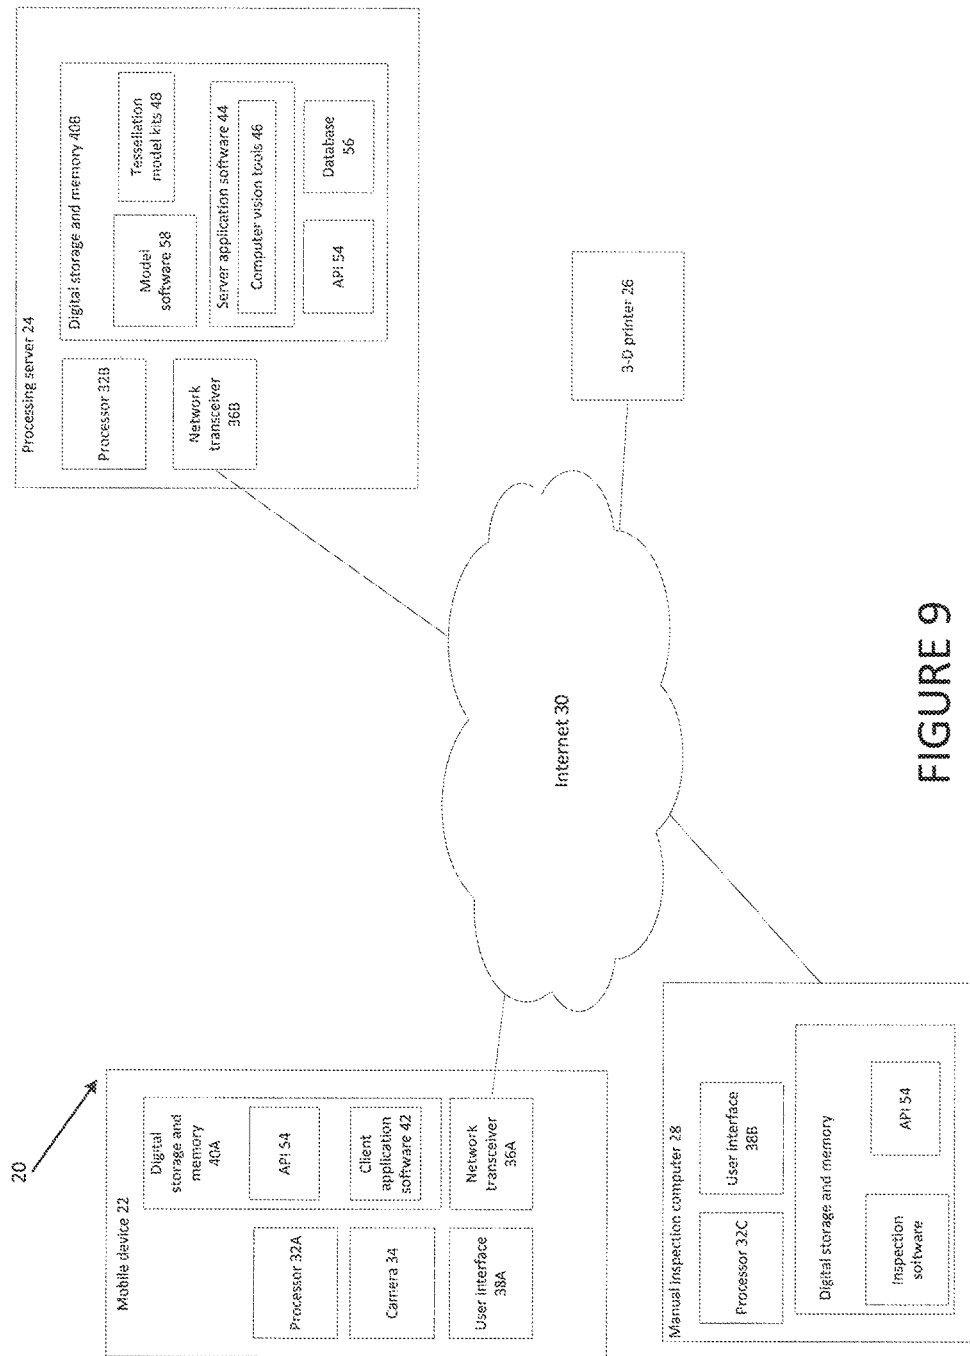 20
Mobile device 22
Digital
storage and
memory
40A
API 54
Client
application
software 42
Processor 32A
Camera 34
User interface
38A
Network
transceiver
36A
Processing server 24
Processor 32B
Network
transceiver
36B
Digital storage and memory 40B
Model
software 58
Tessellation
model kits 48
Server application software 44
Computer vision tools 46
API 54
Database
56
Internet 30
3-D printer 26
Manual inspection computer 28
Processor 32C
User interface
38B
Digital storage and memory
Inspection
software
API 54
FIGURE 9